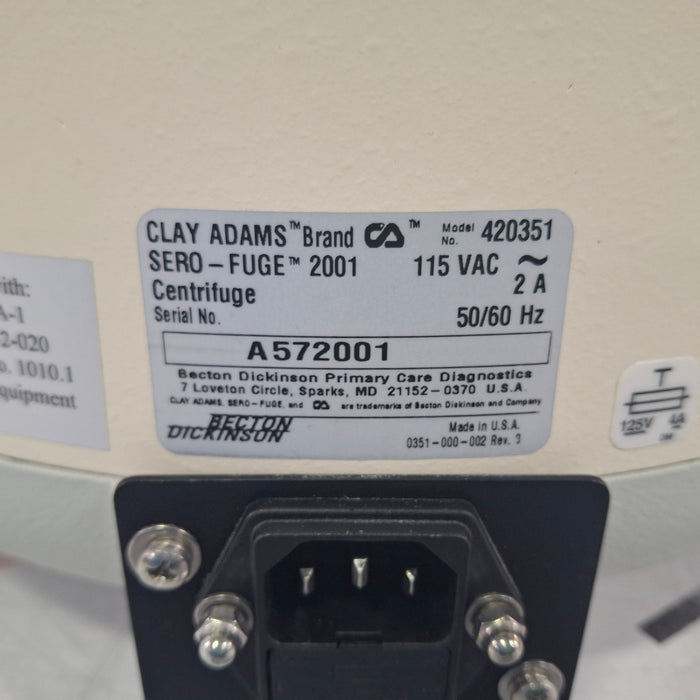 CLAY ADAMS™ Brand ™ Model No. 420351
SERO-FUGE™ 2001 115 VAC ~
Centrifuge 2 A
Serial No. 50/60 Hz
A572001
Becton Dickinson Primary Care Diagnostics
7 Loveton Circle, Sparks, MD 21152-0370 U.S.A.
CLAY ADAMS, SERO-FUGE, and are trademarks of Becton Dickinson and Company
BECTON
DICKINSON
Made in U.S.A.
0351-000-002 Rev. 3
ith:
A-1
2-020
o. 1010.1
quipment
T
125V 4A